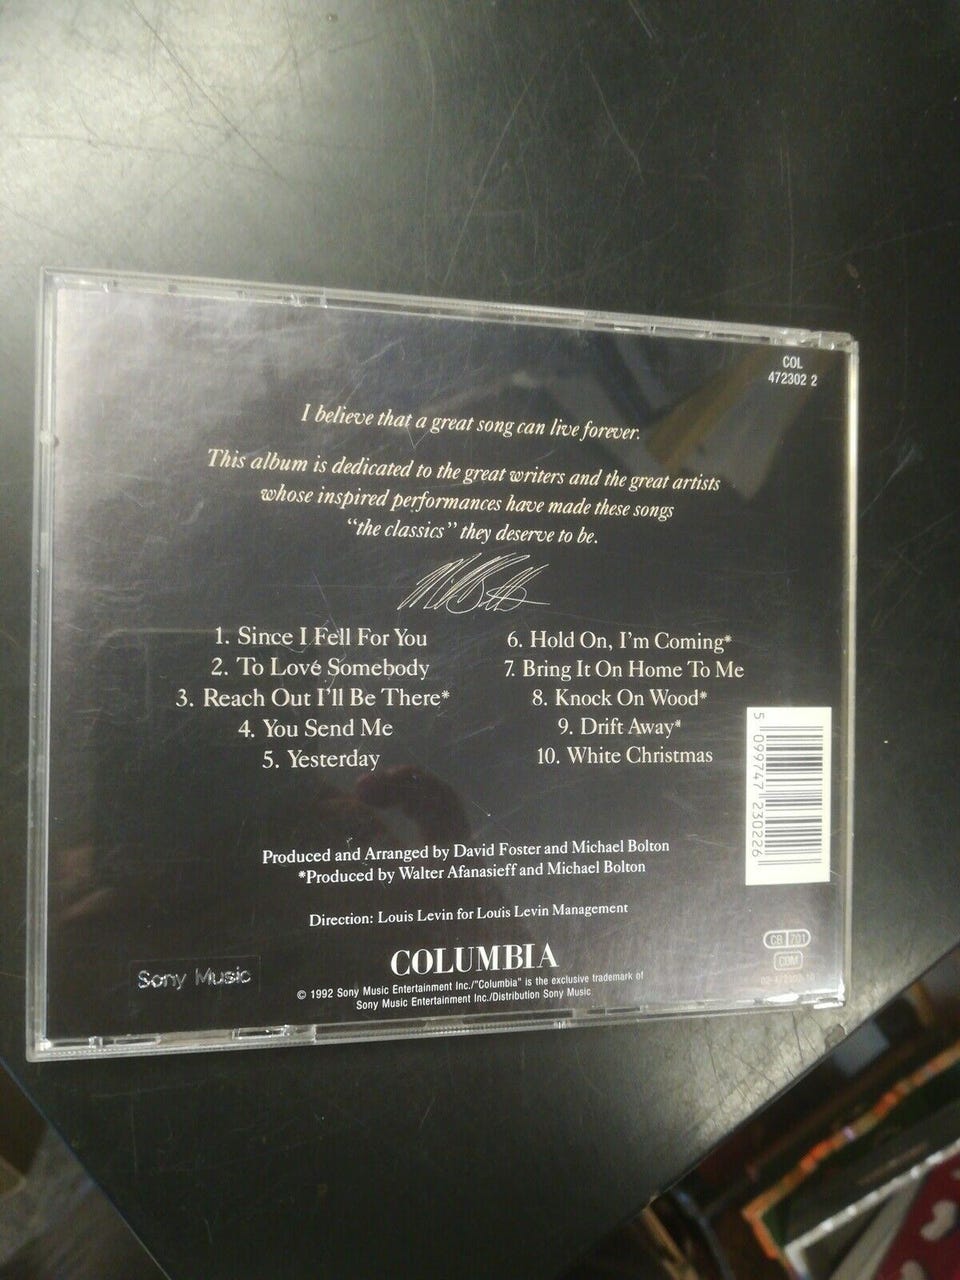 COL
472302 2
I believe that a great song can live forever.
This album is dedicated to the great writers and the great artists
whose inspired performances have made these songs
“the classics” they deserve to be.
1. Since I Fell For You
2. To Love Somebody
3. Reach Out I'll Be There*
4. You Send Me
5. Yesterday
6. Hold On, I'm Coming*
7. Bring It On Home To Me
8. Knock On Wood*
9. Drift Away*
10. White Christmas
5 099747 230226
Produced and Arranged by David Foster and Michael Bolton
*Produced by Walter Afanasieff and Michael Bolton
Direction: Louis Levin for Louis Levin Management
CB 701
Sony Music
COLUMBIA
© 1992 Sony Music Entertainment Inc./"Columbia" is the exclusive trademark of
Sony Music Entertainment Inc./Distribution Sony Music